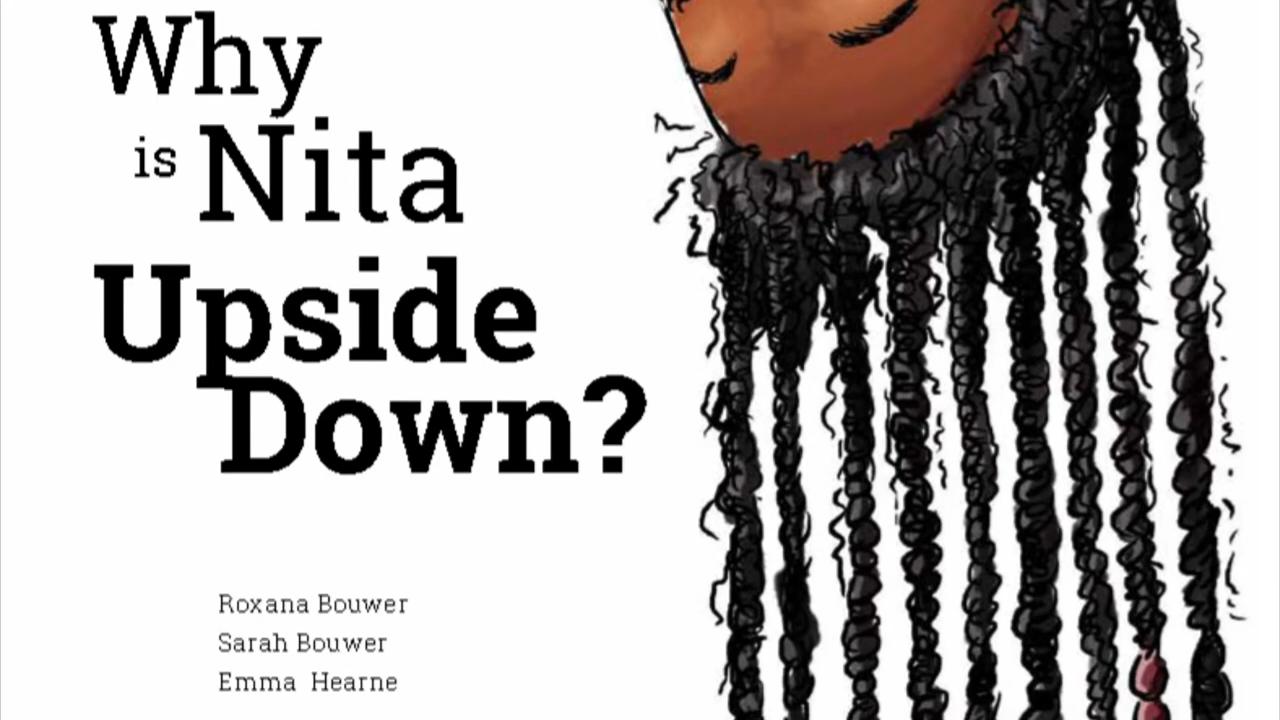 Why
is Nita
Upside
Down?
Roxana Bouwer
Sarah Bouwer
Emma Hearne